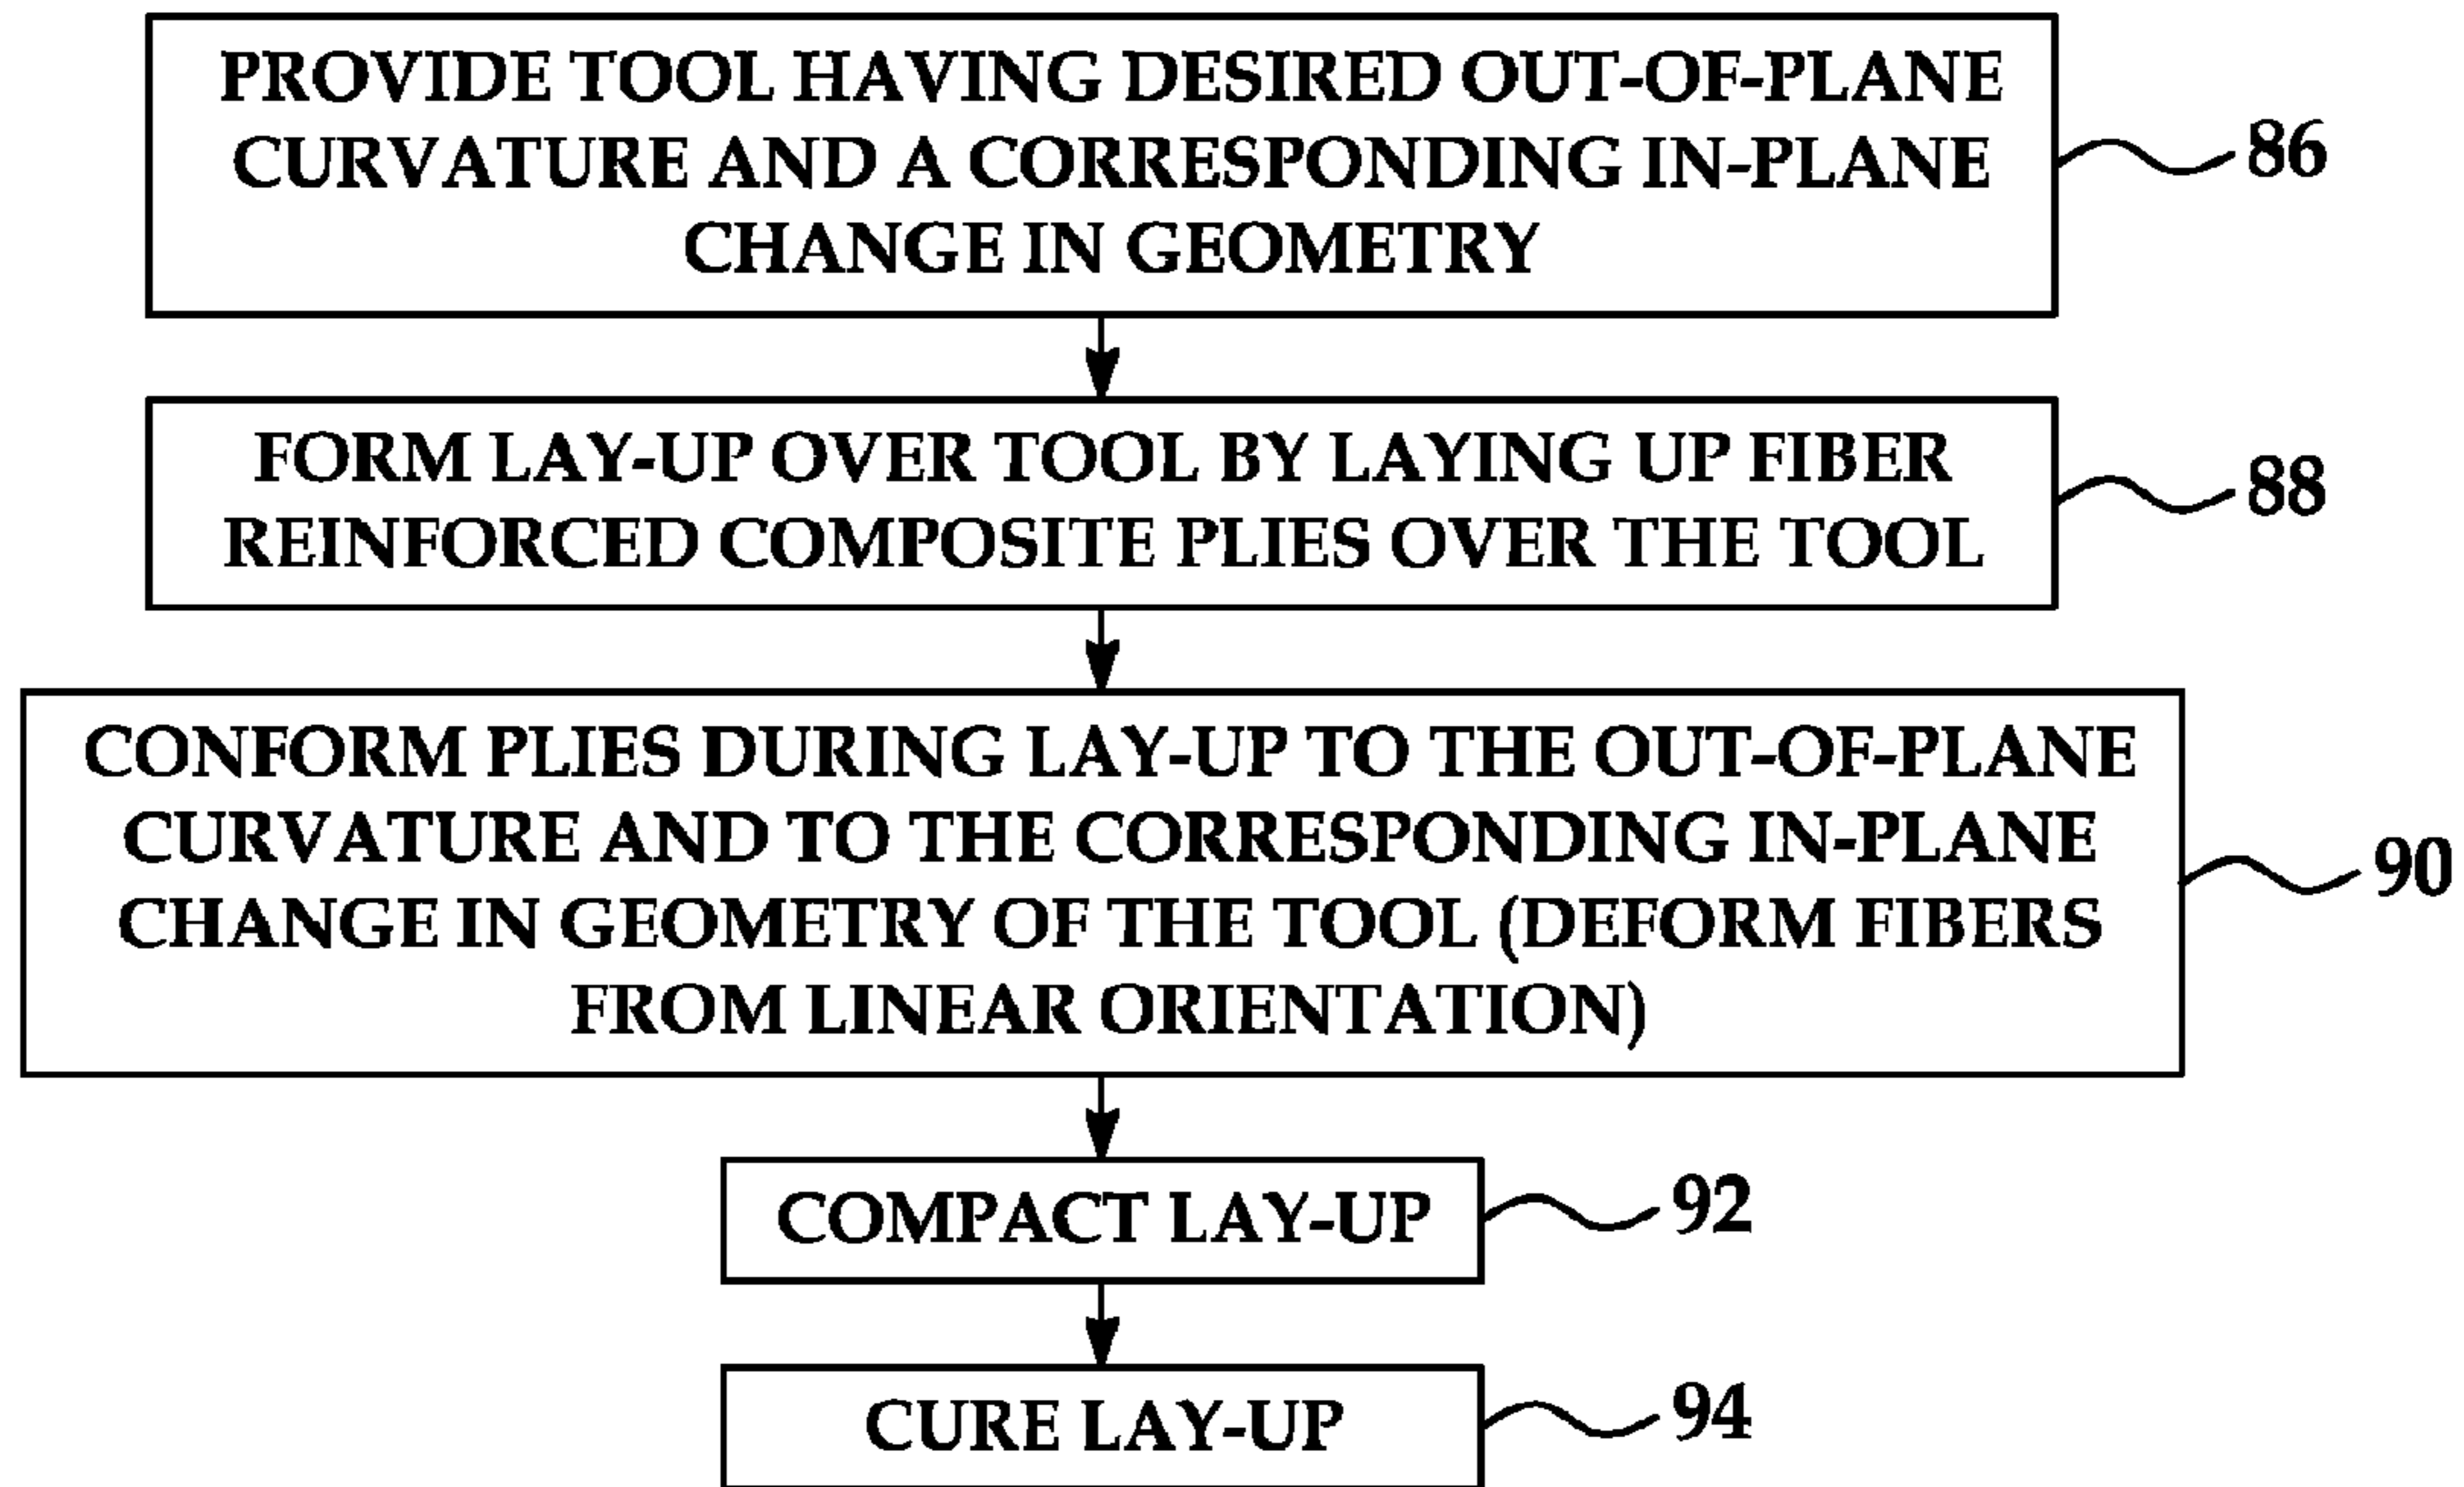 PROVIDE TOOL HAVING DESIRED OUT-OF-PLANE
CURVATURE AND A CORRESPONDING IN-PLANE
CHANGE IN GEOMETRY
86
FORM LAY-UP OVER TOOL BY LAYING UP FIBER
REINFORCED COMPOSITE PLIES OVER THE TOOL
88
CONFORM PLIES DURING LAY-UP TO THE OUT-OF-PLANE
CURVATURE AND TO THE CORRESPONDING IN-PLANE
CHANGE IN GEOMETRY OF THE TOOL (DEFORM FIBERS
FROM LINEAR ORIENTATION)
90
COMPACT LAY-UP
92
CURE LAY-UP
94